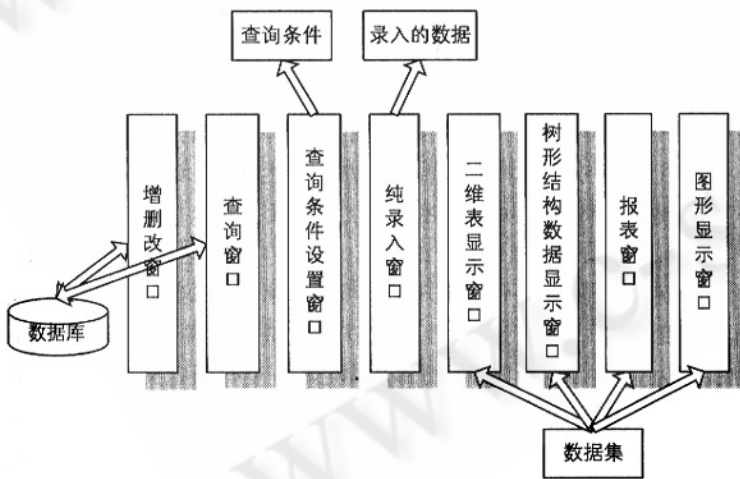 查询条件
录入的数据
增删改窗口
查询窗口
查询条件设置窗口
纯录入窗口
二维表显示窗口
树形结构数据显示窗口
报表窗口
图形显示窗口
数据库
数据集